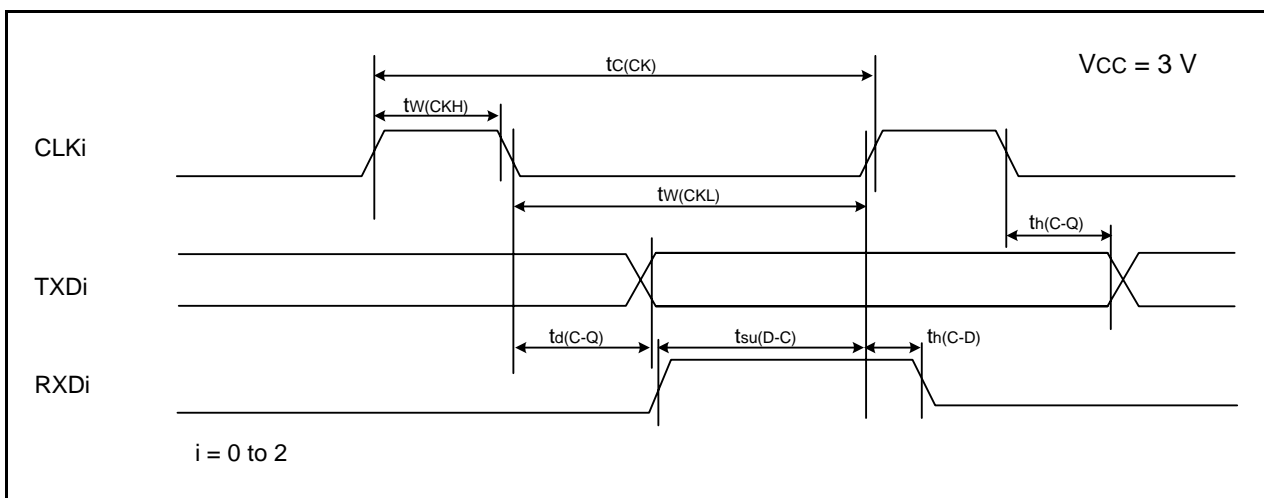 tC(CK)
VCC = 3 V
tW(CKH)
CLKi
tW(CKL)
th(C-Q)
TXDi
td(C-Q)
tsu(D-C)
th(C-D)
RXDi
i = 0 to 2